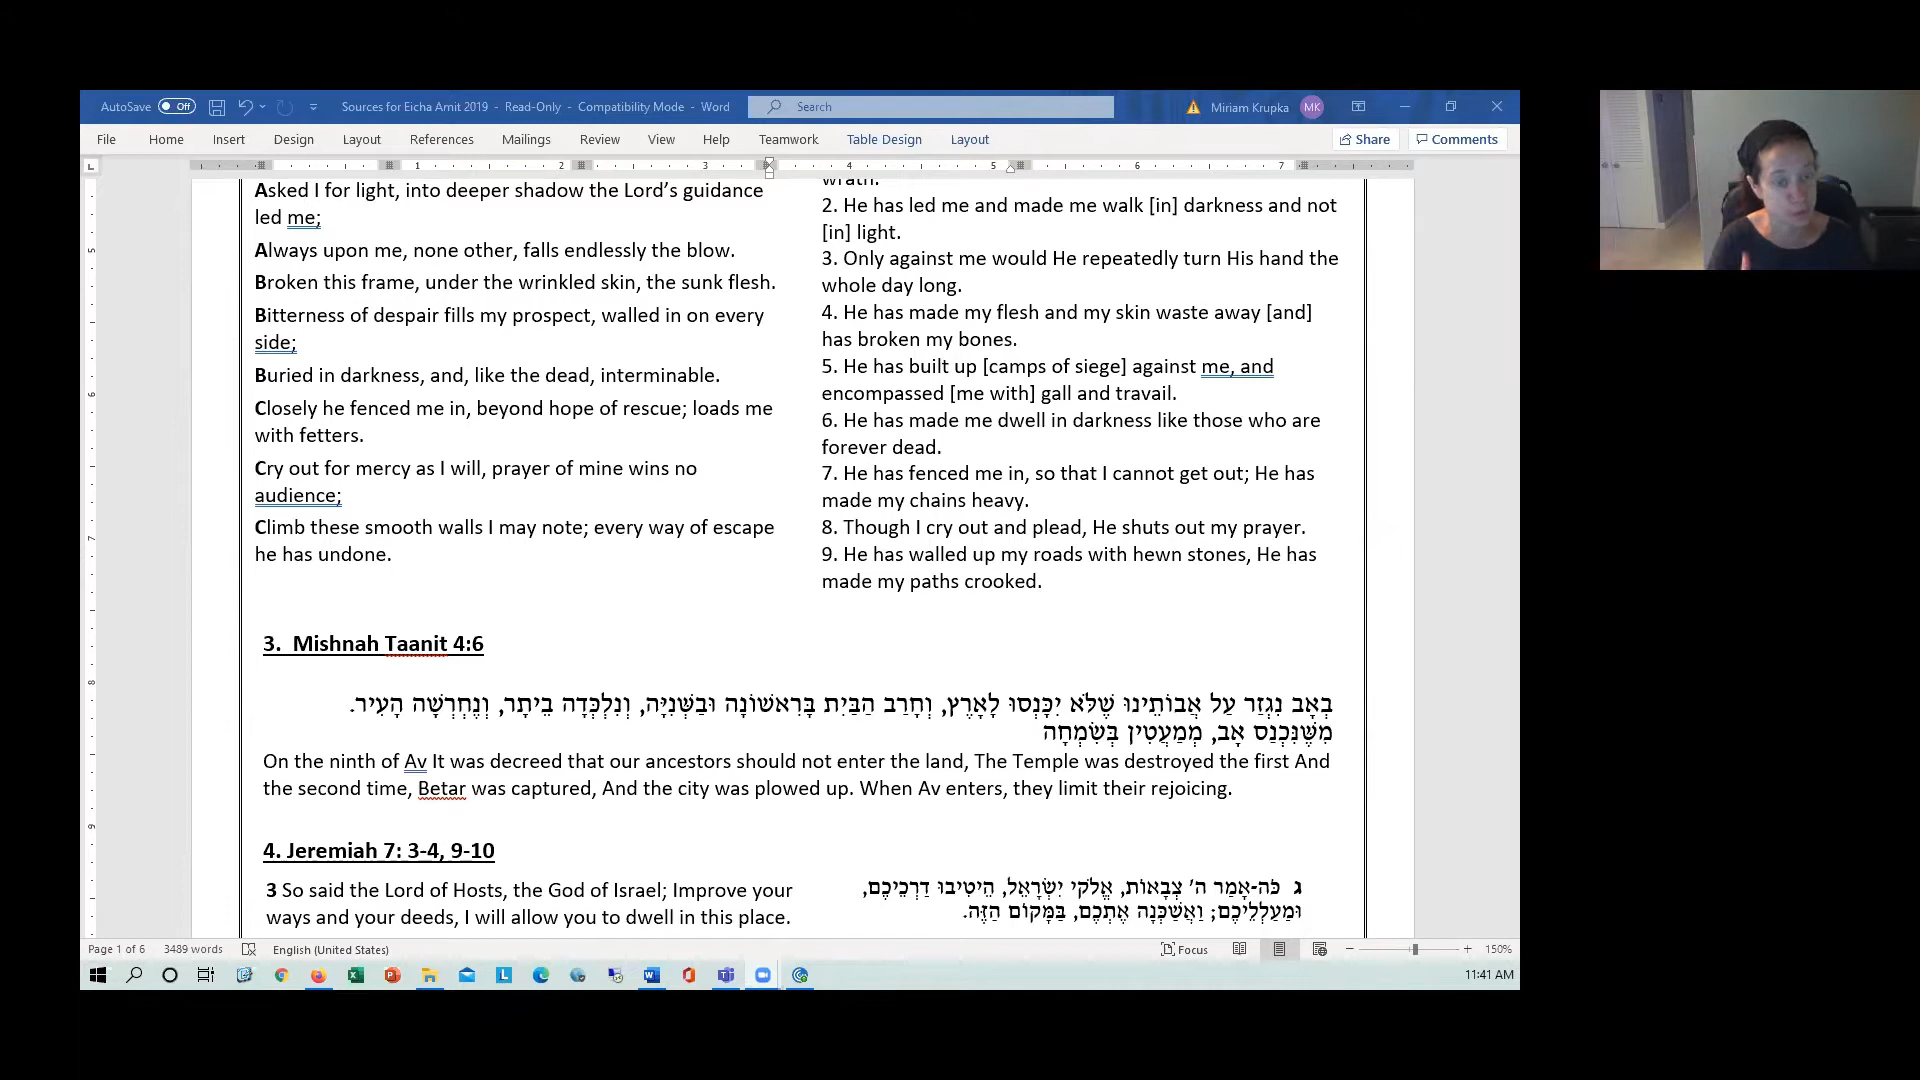 AutoSave Off Sources for Eicha Amit 2019 - Read-Only - Compatibility Mode - Word Search Miriam Krupka MK
File Home Insert Design Layout References Mailings Review View Help Teamwork Table Design Layout Share Comments
1 2 3 4 5 7
Asked I for light, into deeper shadow the Lord's guidance
led me;
Always upon me, none other, falls endlessly the blow.
Broken this frame, under the wrinkled skin, the sunk flesh.
Bitterness of despair fills my prospect, walled in on every
side;
Buried in darkness, and, like the dead, interminable.
Closely he fenced me in, beyond hope of rescue; loads me
with fetters.
Cry out for mercy as I will, prayer of mine wins no
audience;
Climb these smooth walls I may note; every way of escape
he has undone.
wrath.
2. He has led me and made me walk [in] darkness and not
[in] light.
3. Only against me would He repeatedly turn His hand the
whole day long.
4. He has made my flesh and my skin waste away [and]
has broken my bones.
5. He has built up [camps of siege] against me, and
encompassed [me with] gall and travail.
6. He has made me dwell in darkness like those who are
forever dead.
7. He has fenced me in, so that I cannot get out; He has
made my chains heavy.
8. Though I cry out and plead, He shuts out my prayer.
9. He has walled up my roads with hewn stones, He has
made my paths crooked.
3. Mishnah Taanit 4:6
בְּאָב נִגְזַר עַל אֲבוֹתֵינוּ שֶׁלֹּא יִכָּנְסוּ לָאָרֶץ, וְחָרַב הַבַּיִת בָּרִאשׁוֹנָה וּבַשְּׁנִיָּה, וְנִלְכְּדָה בֵיתָר, וְנֶחְרְשָׁה הָעִיר.
מִשֶּׁנִּכְנַס אָב, מְמַעֲטִין בְּשִׂמְחָה
On the ninth of Av It was decreed that our ancestors should not enter the land, The Temple was destroyed the first And
the second time, Betar was captured, And the city was plowed up. When Av enters, they limit their rejoicing.
4. Jeremiah 7: 3-4, 9-10
3 So said the Lord of Hosts, the God of Israel; Improve your
ways and your deeds, I will allow you to dwell in this place.
ג כֹּה-אָמַר ה' צְבָאוֹת, אֱלֹקי יִשְׂרָאֵל, הֵיטִיבוּ דַרְכֵיכֶם,
וּמַעַלְלֵיכֶם; וַאֲשַׁכְּנָה אֶתְכֶם, בַּמָּקוֹם הַזֶּה.
Page 1 of 6 3489 words English (United States) Focus 150%
11:41 AM